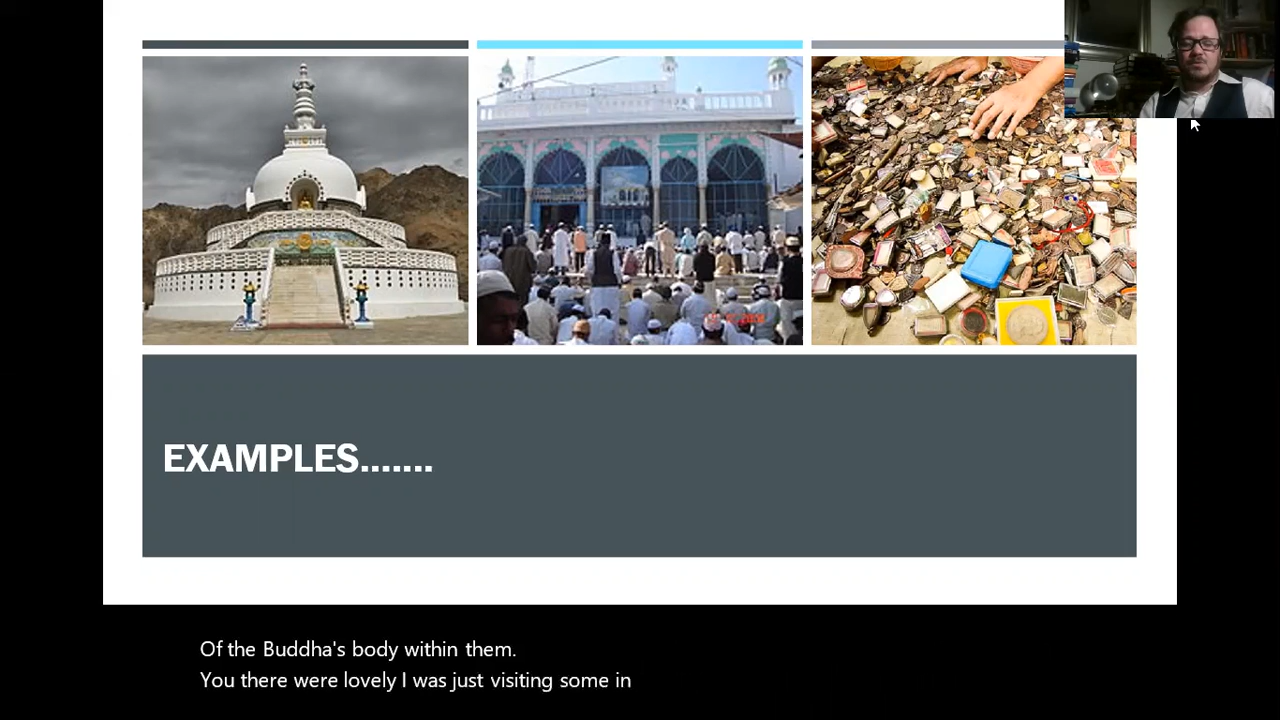 EXAMPLES.......
Of the Buddha's body within them.
You there were lovely I was just visiting some in